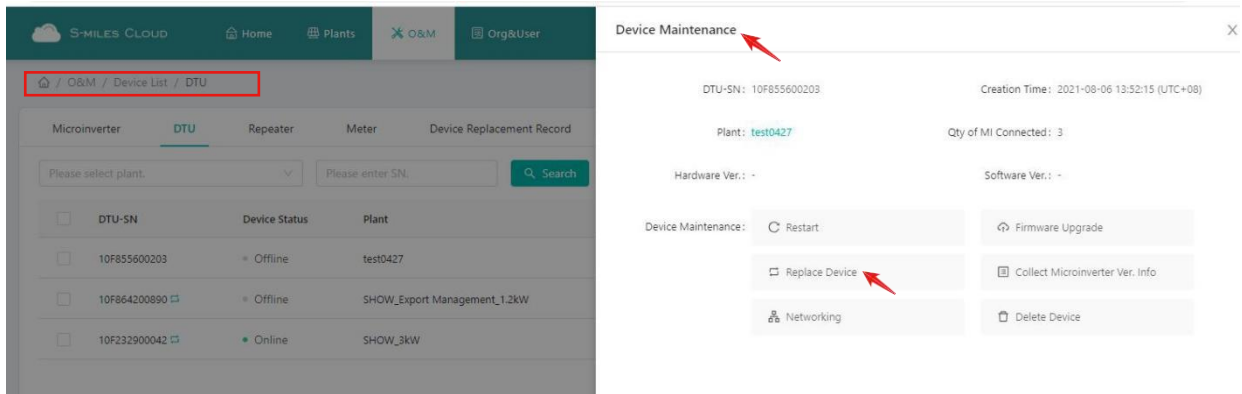 S-MILES CLOUD
Home
Plants
O&M
Org&User
/ O&M / Device List / DTU
Microinverter
DTU
Repeater
Meter
Device Replacement Record
Please select plant.
Please enter SN.
Search
DTU-SN
Device Status
Plant
10F855600203
Offline
test0427
10F864200890
Offline
SHOW_Export Management_1.2kW
10F232900042
Online
SHOW_3kW
Device Maintenance
DTU-SN: 10F855600203
Creation Time: 2021-08-06 13:52:15 (UTC+08)
Plant: test0427
Qty of MI Connected: 3
Hardware Ver.: -
Software Ver.: -
Device Maintenance:
Restart
Firmware Upgrade
Replace Device
Collect Microinverter Ver. Info
Networking
Delete Device